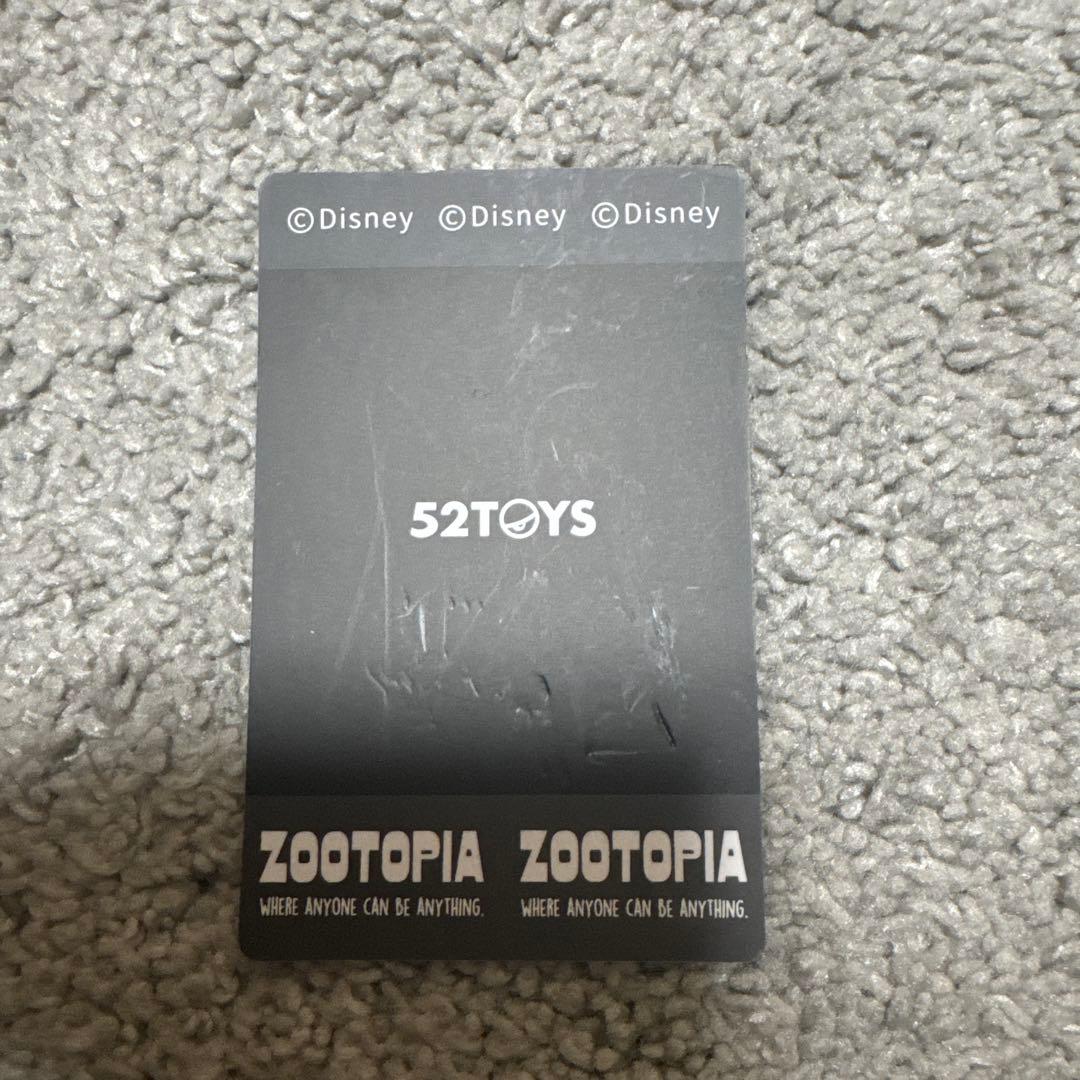 ©Disney ©Disney ©Disney
52TOYS
ZOOTOPIA ZOOTOPIA
WHERE ANYONE CAN BE ANYTHING. WHERE ANYONE CAN BE ANYTHING.